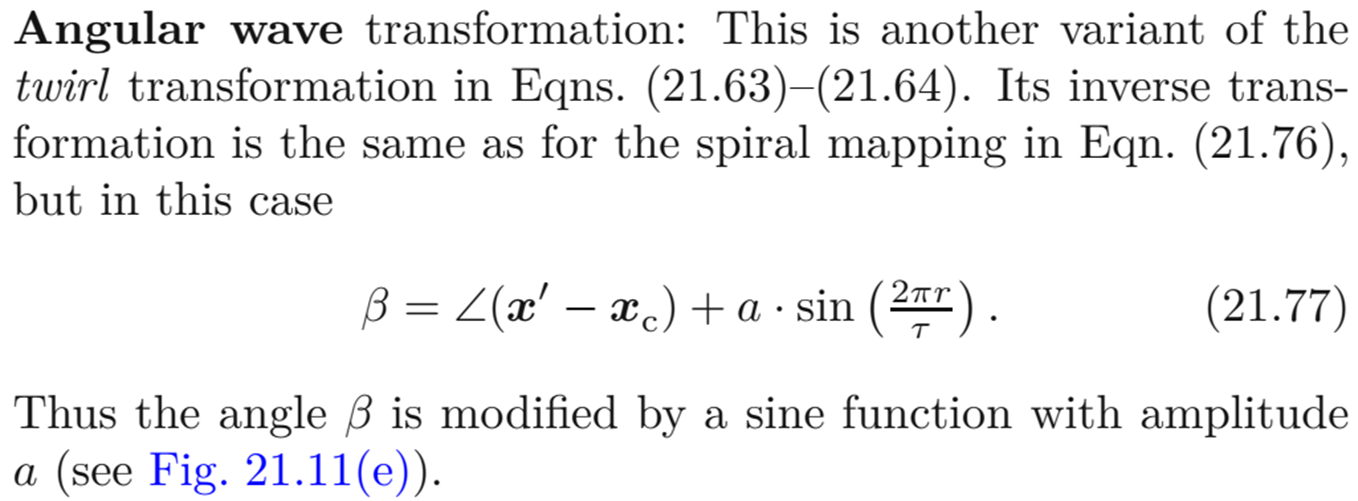 Angular wave transformation: This is another variant of the
twirl transformation in Eqns. (21.63)–(21.64). Its inverse trans-
formation is the same as for the spiral mapping in Eqn. (21.76),
but in this case
β = ∠(x′ − x_c) + a · sin(2πr/τ). (21.77)
Thus the angle β is modified by a sine function with amplitude
a (see Fig. 21.11(e)).